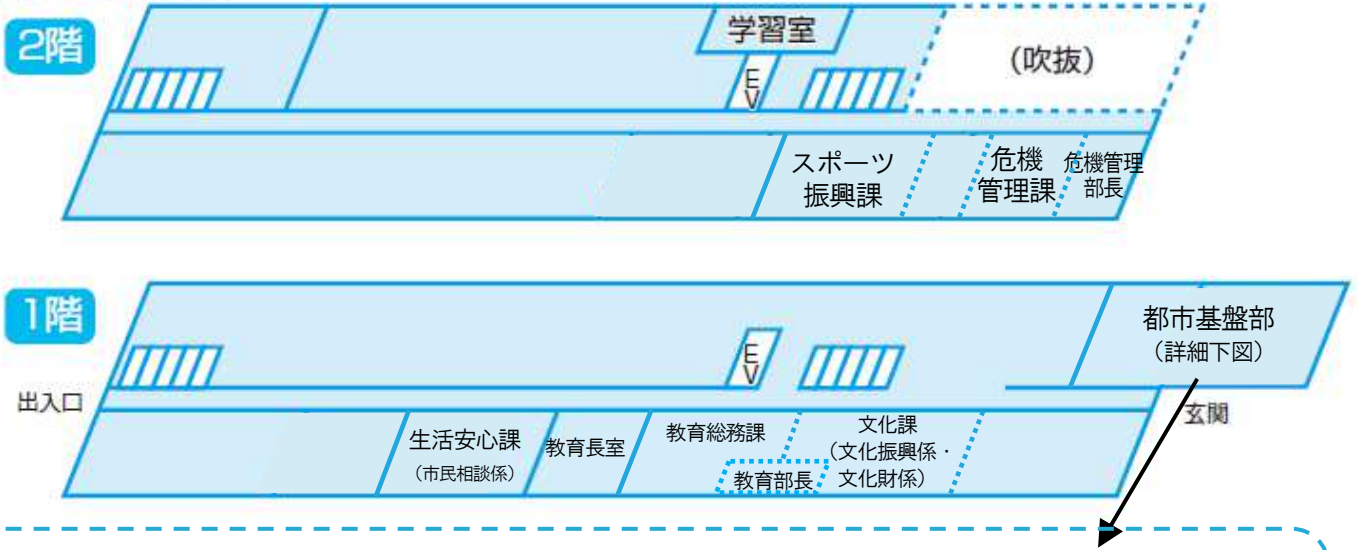 2階
学習室
(吹抜)
EV
スポーツ
振興課
危機
管理課
危機管理
部長
1階
都市基盤部
(詳細下図)
EV
出入口
玄関
生活安心課
(市民相談係)
教育長室
教育総務課
教育部長
文化課
(文化振興係・
文化財係)